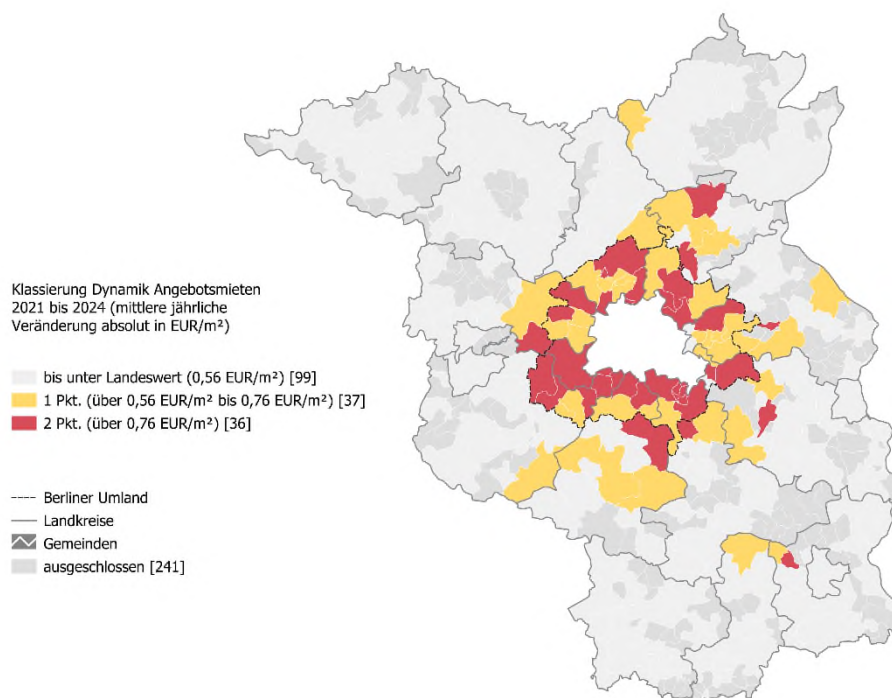 Klassierung Dynamik Angebotsmieten
2021 bis 2024 (mittlere jährliche
Veränderung absolut in EUR/m²)
bis unter Landeswert (0,56 EUR/m²) [99]
1 Pkt. (über 0,56 EUR/m² bis 0,76 EUR/m²) [37]
2 Pkt. (über 0,76 EUR/m²) [36]
Berliner Umland
Landkreise
Gemeinden
ausgeschlossen [241]